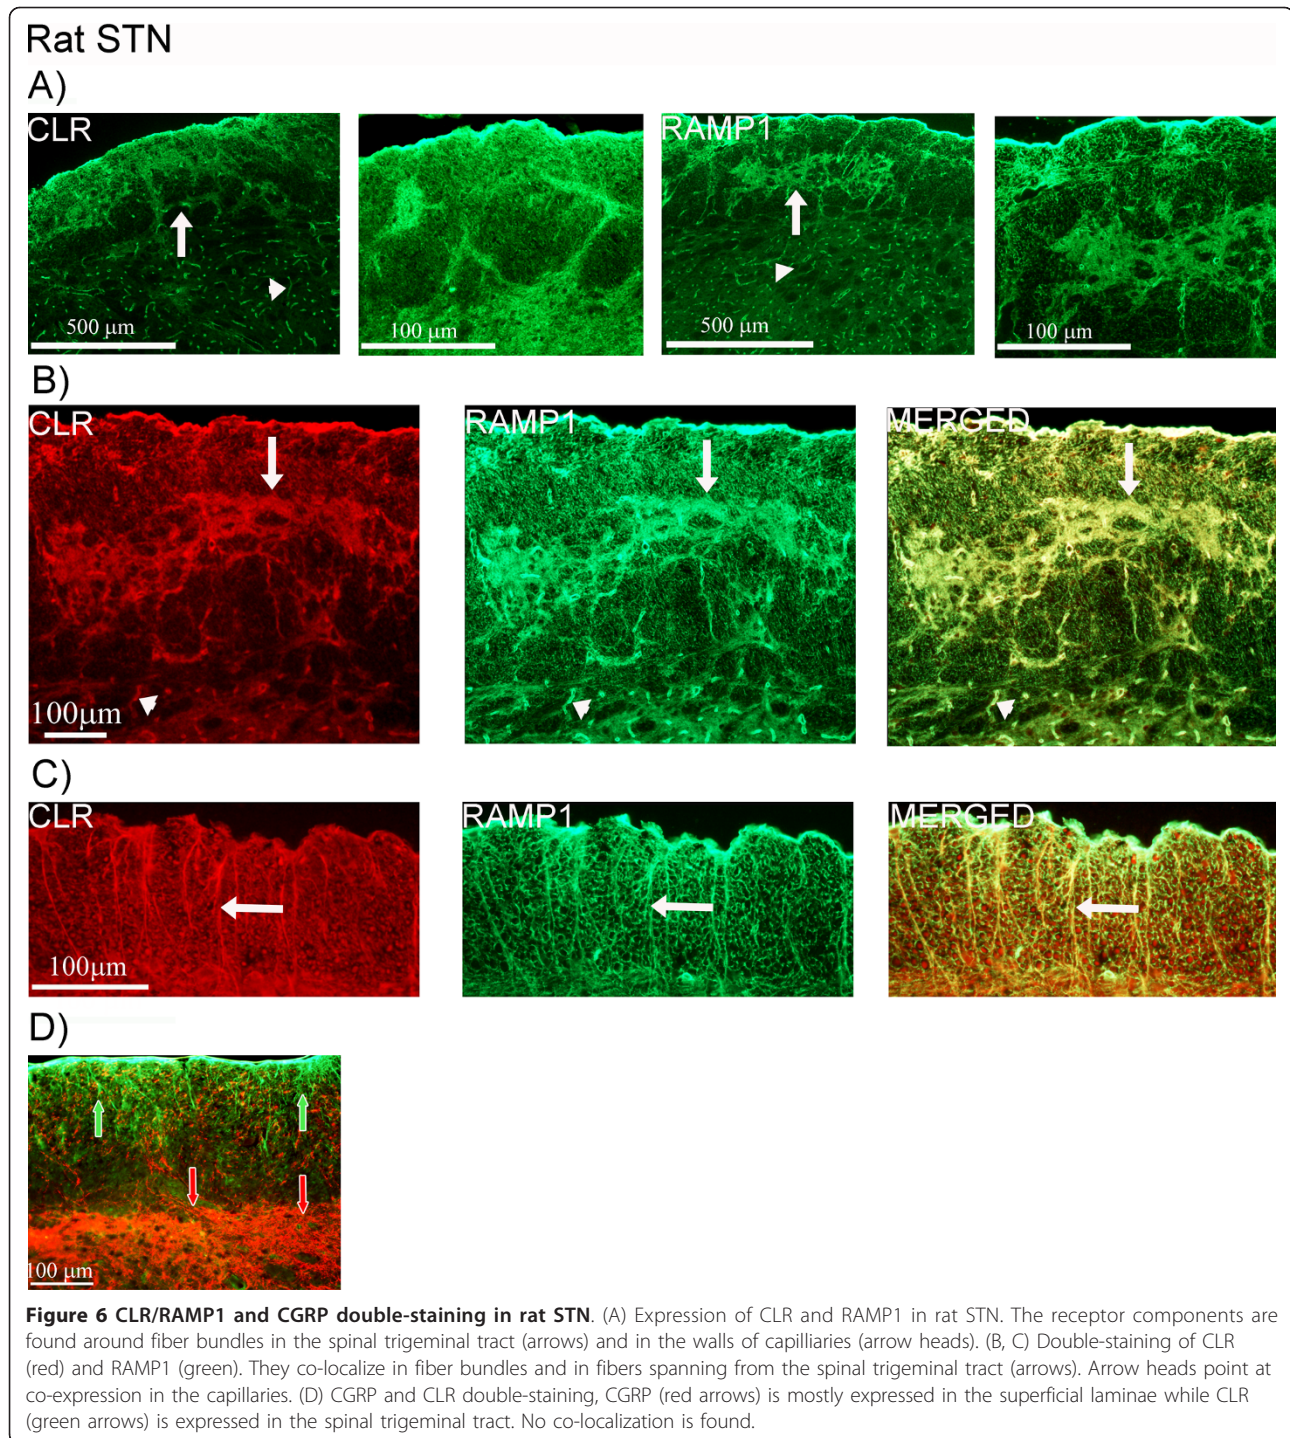 Rat STN
A)
CLR
RAMP1
500 µm
100 µm
500 µm
100 µm
B)
CLR
RAMP1
MERGED
100µm
C)
CLR
RAMP1
MERGED
100µm
D)
100 µm
Figure 6 CLR/RAMP1 and CGRP double-staining in rat STN. (A) Expression of CLR and RAMP1 in rat STN. The receptor components are
found around fiber bundles in the spinal trigeminal tract (arrows) and in the walls of capilliaries (arrow heads). (B, C) Double-staining of CLR
(red) and RAMP1 (green). They co-localize in fiber bundles and in fibers spanning from the spinal trigeminal tract (arrows). Arrow heads point at
co-expression in the capillaries. (D) CGRP and CLR double-staining, CGRP (red arrows) is mostly expressed in the superficial laminae while CLR
(green arrows) is expressed in the spinal trigeminal tract. No co-localization is found.